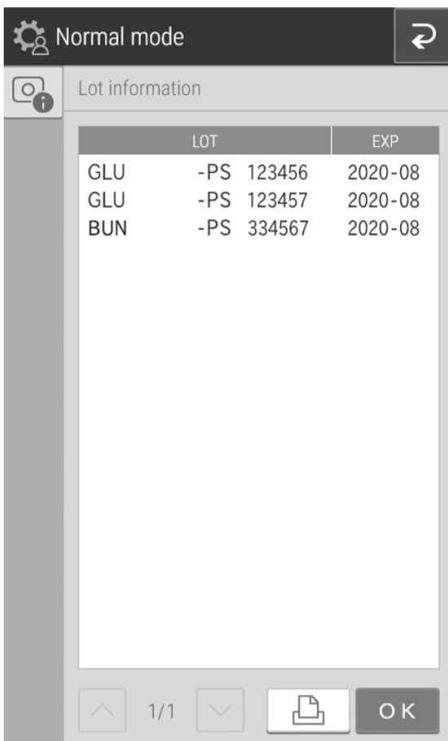 Normal mode
Lot information
LOT EXP
GLU -PS 123456 2020-08
GLU -PS 123457 2020-08
BUN -PS 334567 2020-08
1/1
OK